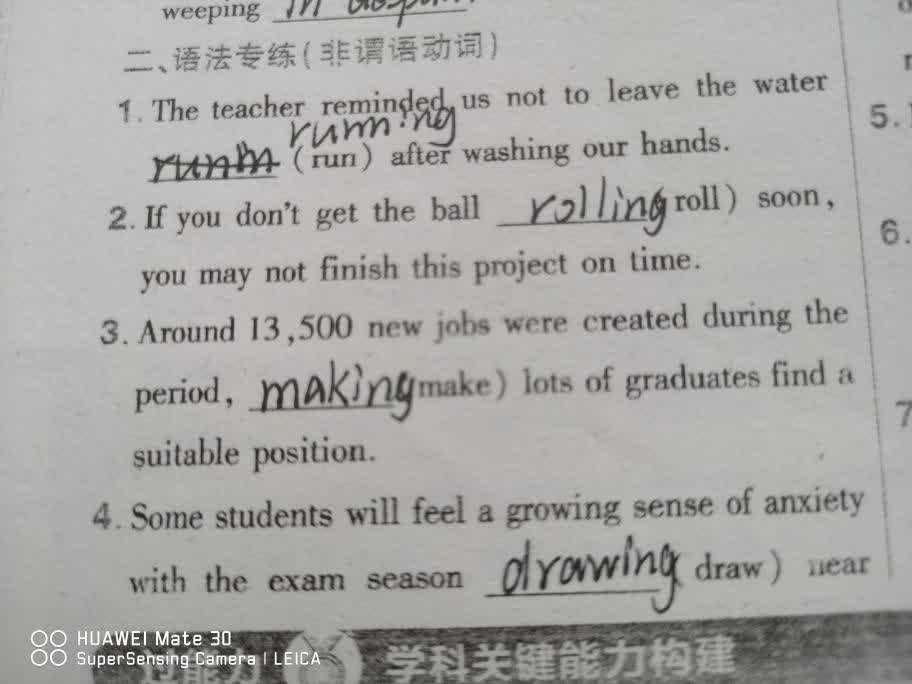 weeping in
二、语法专练(非谓语动词)
1. The teacher reminded us not to leave the water
running
(run) after washing our hands.
2. If you don't get the ball rolling roll) soon,
you may not finish this project on time.
3. Around 13,500 new jobs were created during the
period, making make) lots of graduates find a
suitable position.
4. Some students will feel a growing sense of anxiety
with the exam season drawing draw) near
学科关键能力构建
5.
6.
7
HUAWEI Mate 30
SuperSensing Camera | LEICA